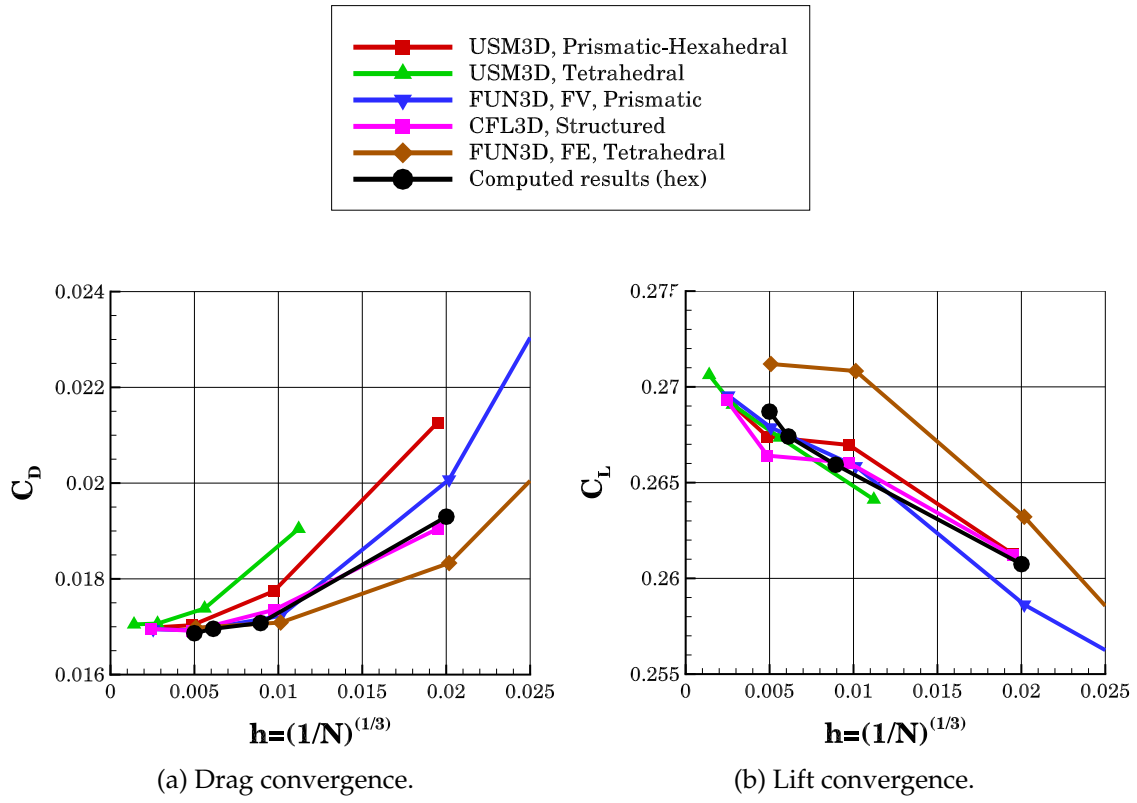 USM3D, Prismatic-Hexahedral
USM3D, Tetrahedral
FUN3D, FV, Prismatic
CFL3D, Structured
FUN3D, FE, Tetrahedral
Computed results (hex)
0.024
0.022
0.02
0.018
0.016
C_D
0 0.005 0.01 0.015 0.02 0.025
h=(1/N)^(1/3)
(a) Drag convergence.
0.275
0.27
0.265
0.26
0.255
C_L
0 0.005 0.01 0.015 0.02 0.025
h=(1/N)^(1/3)
(b) Lift convergence.